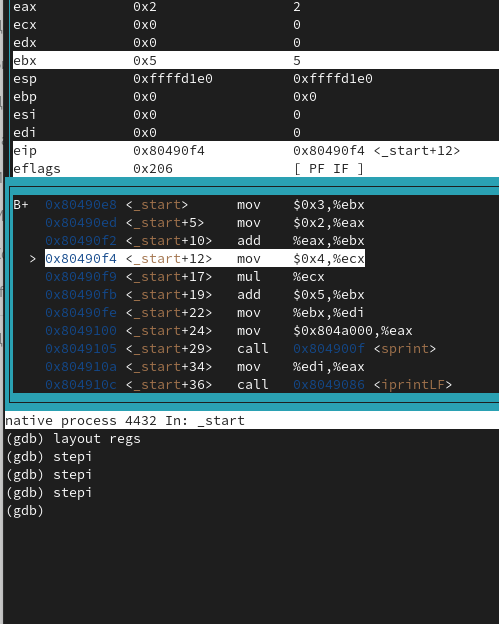 eax 0x2 2
ecx 0x0 0
edx 0x0 0
ebx 0x5 5
esp 0xffffd1e0 0xffffd1e0
ebp 0x0 0x0
esi 0x0 0
edi 0x0 0
eip 0x80490f4 0x80490f4 <_start+12>
eflags 0x206 [ PF IF ]
B+ 0x80490e8 <_start> mov $0x3,%ebx
0x80490ed <_start+5> mov $0x2,%eax
0x80490f2 <_start+10> add %eax,%ebx
> 0x80490f4 <_start+12> mov $0x4,%ecx
0x80490f9 <_start+17> mul %ecx
0x80490fb <_start+19> add $0x5,%ebx
0x80490fe <_start+22> mov %ebx,%edi
0x8049100 <_start+24> mov $0x804a000,%eax
0x8049105 <_start+29> call 0x804900f <sprint>
0x804910a <_start+34> mov %edi,%eax
0x804910c <_start+36> call 0x8049086 <iprintLF>
native process 4432 In: _start
(gdb) layout regs
(gdb) stepi
(gdb) stepi
(gdb) stepi
(gdb)